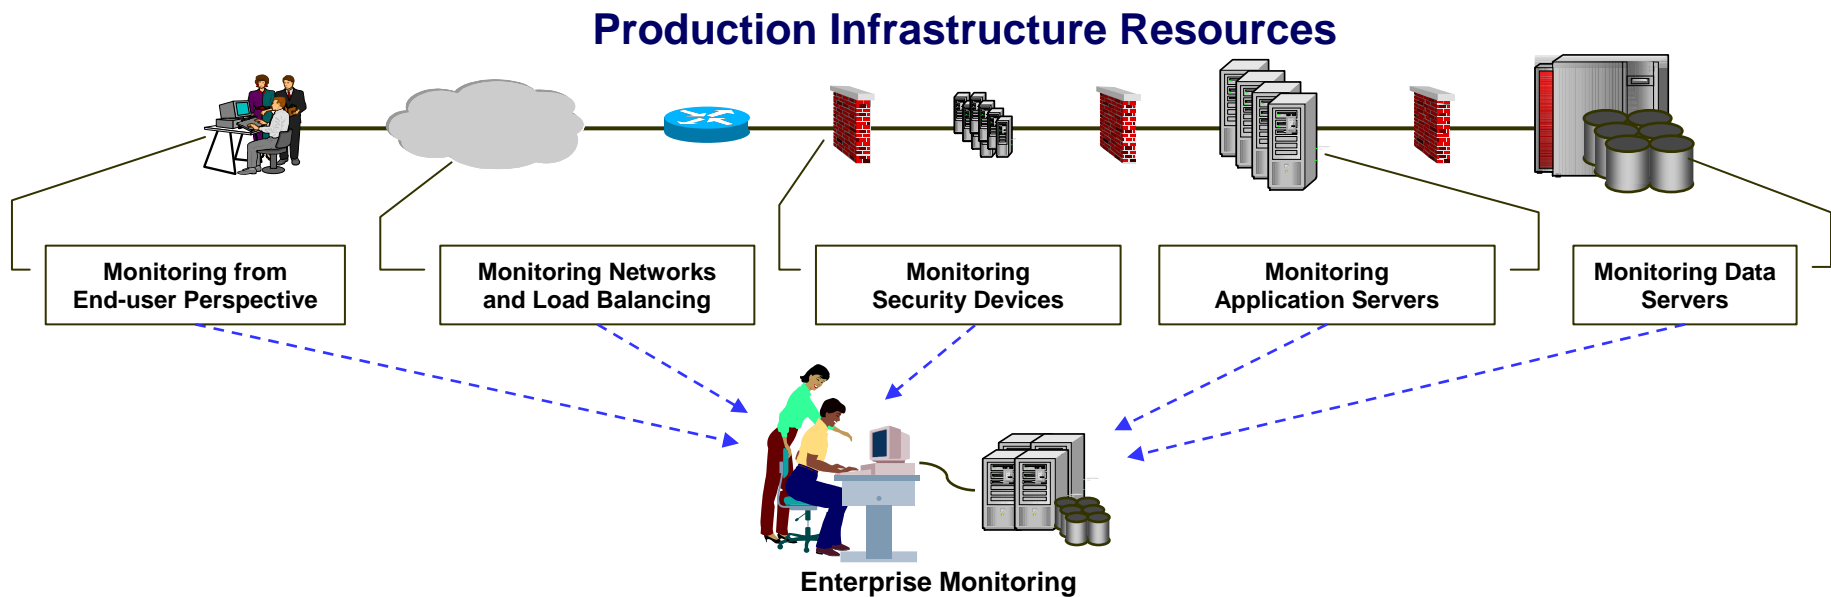 Production Infrastructure Resources
Monitoring from
End-user Perspective
Monitoring Networks
and Load Balancing
Monitoring
Security Devices
Monitoring
Application Servers
Monitoring Data
Servers
Enterprise Monitoring